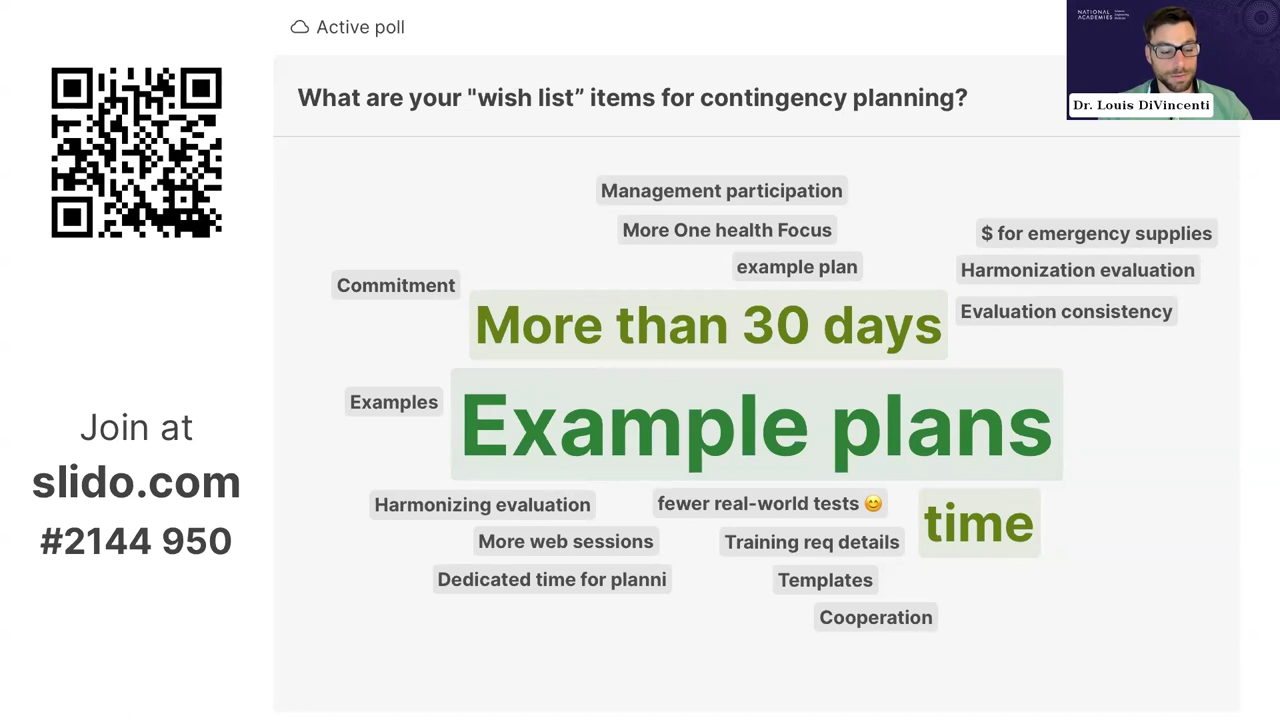 Active poll
NATIONAL
ACADEMIES
What are your "wish list” items for contingency planning?
Dr. Louis DiVincenti
Management participation
More One health Focus
$ for emergency supplies
example plan
Harmonization evaluation
Commitment
Evaluation consistency
More than 30 days
Examples
Example plans
Join at
slido.com
#2144 950
Harmonizing evaluation
fewer real-world tests 😊
time
More web sessions
Training req details
Dedicated time for planni
Templates
Cooperation